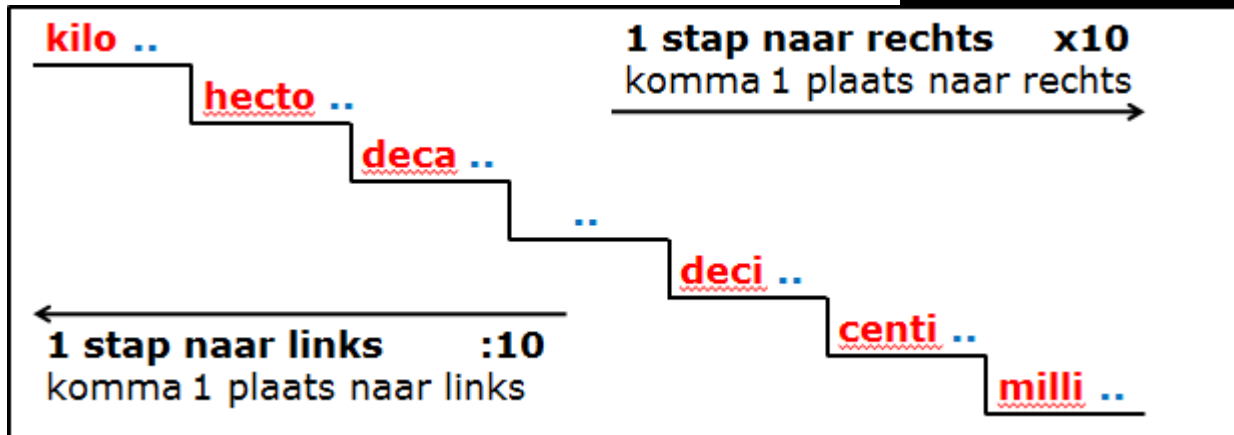 kilo ..
1 stap naar rechts x10
komma 1 plaats naar rechts
hecto ..
deca ..
..
deci ..
1 stap naar links :10
komma 1 plaats naar links
centi ..
milli ..